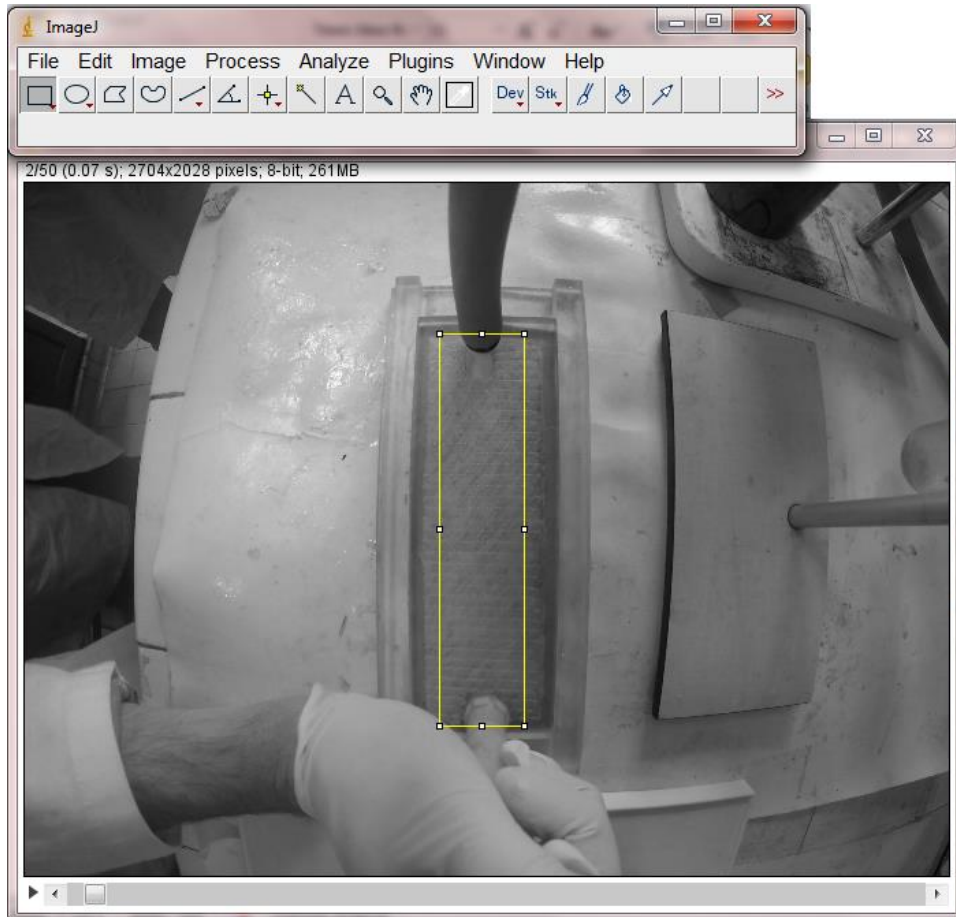 ImageJ
File Edit Image Process Analyze Plugins Window Help
A Dev Stk >>
2/50 (0.07 s); 2704x2028 pixels; 8-bit; 261MB